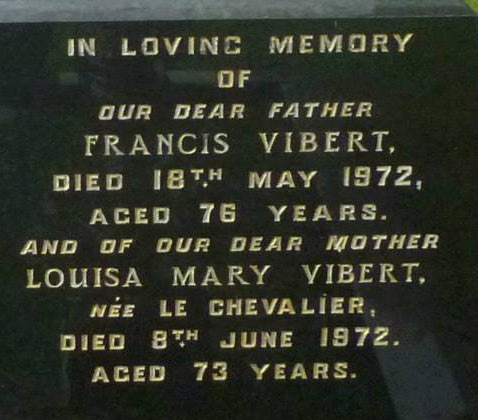 IN LOVING MEMORY
OF
OUR DEAR FATHER
FRANCIS VIBERT,
DIED 18TH MAY 1972,
AGED 76 YEARS.
AND OF OUR DEAR MOTHER
LOUISA MARY VIBERT,
NÉE LE CHEVALIER,
DIED 8TH JUNE 1972.
AGED 73 YEARS.